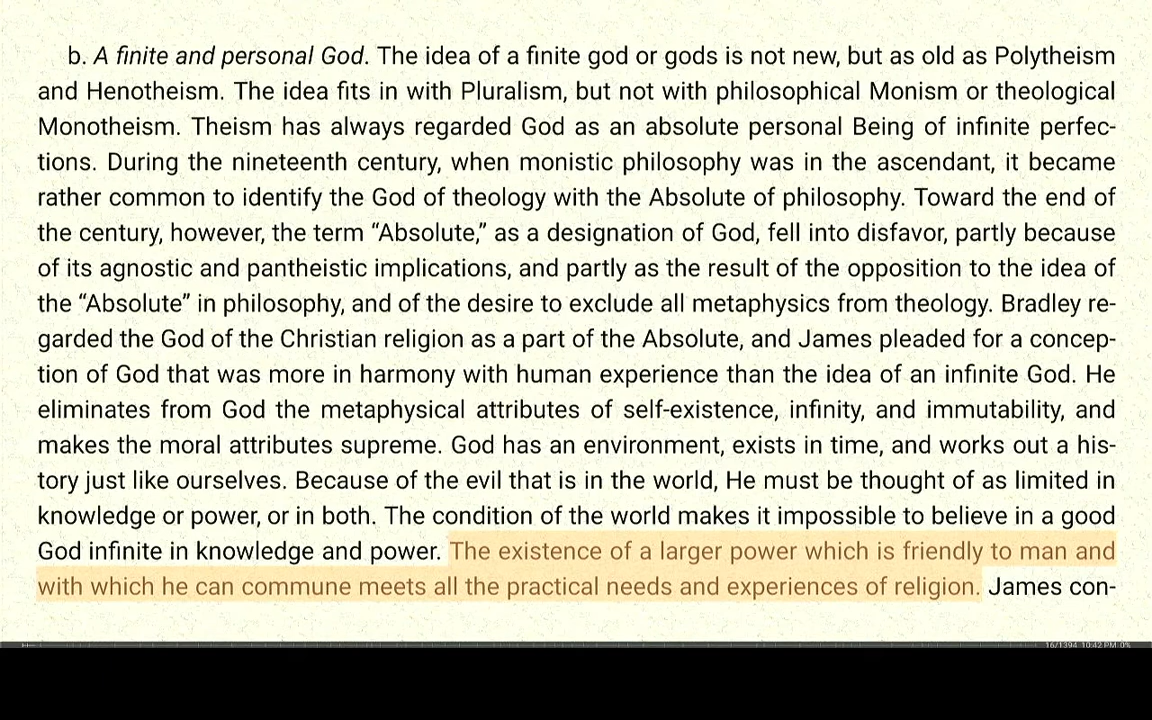 b. A finite and personal God. The idea of a finite god or gods is not new, but as old as Polytheism
and Henotheism. The idea fits in with Pluralism, but not with philosophical Monism or theological
Monotheism. Theism has always regarded God as an absolute personal Being of infinite perfec-
tions. During the nineteenth century, when monistic philosophy was in the ascendant, it became
rather common to identify the God of theology with the Absolute of philosophy. Toward the end of
the century, however, the term “Absolute,” as a designation of God, fell into disfavor, partly because
of its agnostic and pantheistic implications, and partly as the result of the opposition to the idea of
the “Absolute” in philosophy, and of the desire to exclude all metaphysics from theology. Bradley re-
garded the God of the Christian religion as a part of the Absolute, and James pleaded for a concep-
tion of God that was more in harmony with human experience than the idea of an infinite God. He
eliminates from God the metaphysical attributes of self-existence, infinity, and immutability, and
makes the moral attributes supreme. God has an environment, exists in time, and works out a his-
tory just like ourselves. Because of the evil that is in the world, He must be thought of as limited in
knowledge or power, or in both. The condition of the world makes it impossible to believe in a good
God infinite in knowledge and power. The existence of a larger power which is friendly to man and
with which he can commune meets all the practical needs and experiences of religion. James con-
16/1394 10:42 PM 0%